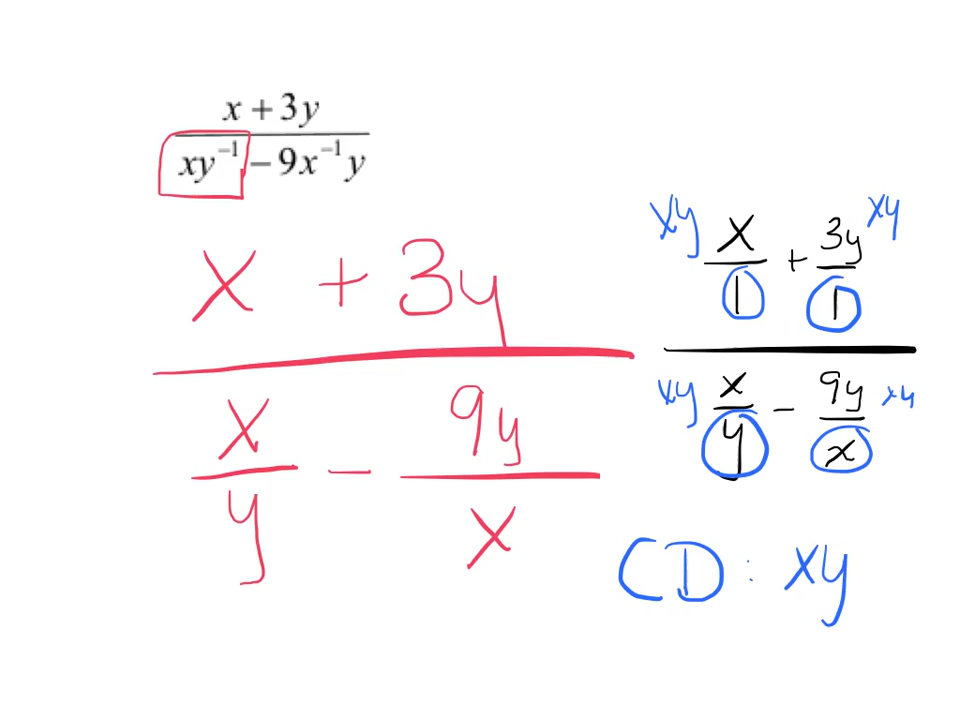 x + 3y
xy⁻¹ – 9x⁻¹y
x + 3y
x/y – 9y/x
xy x/1 + 3y/1 xy
xy x/y – 9y/x xy
CD: xy